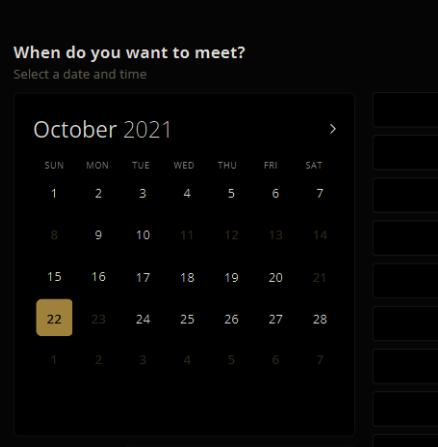 When do you want to meet?
Select a date and time
October 2021
SUN MON TUE WED THU FRI SAT
1 2 3 4 5 6 7
8 9 10 11 12 13 14
15 16 17 18 19 20 21
22 23 24 25 26 27 28
1 2 3 4 5 6 7